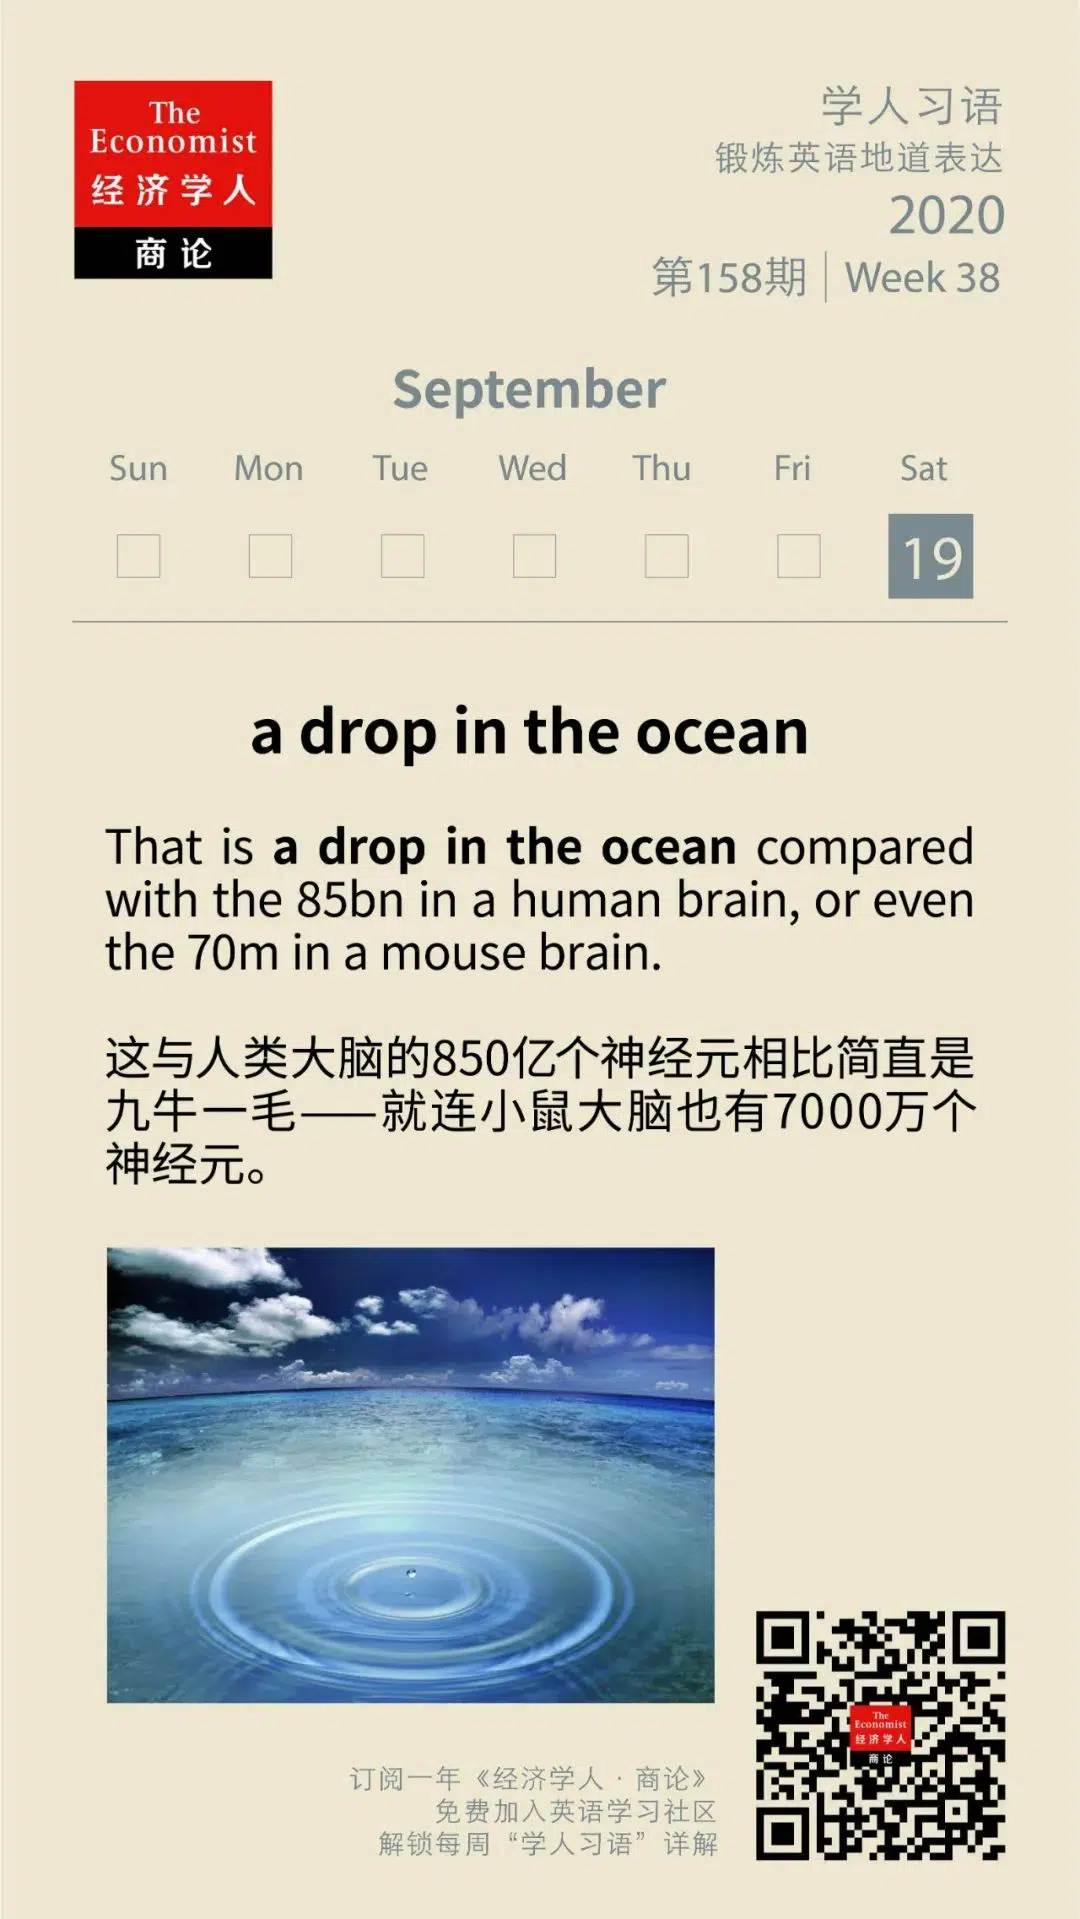 The
Economist
经济学人
商论
学人习语
锻炼英语地道表达
2020
第158期 | Week 38
September
Sun Mon Tue Wed Thu Fri Sat
19
a drop in the ocean
That is a drop in the ocean compared
with the 85bn in a human brain, or even
the 70m in a mouse brain.
这与人类大脑的850亿个神经元相比简直是
九牛一毛——就连小鼠大脑也有7000万个
神经元。
订阅一年《经济学人·商论》
免费加入英语学习社区
解锁每周“学人习语”详解
The
Economist
经济学人
商论